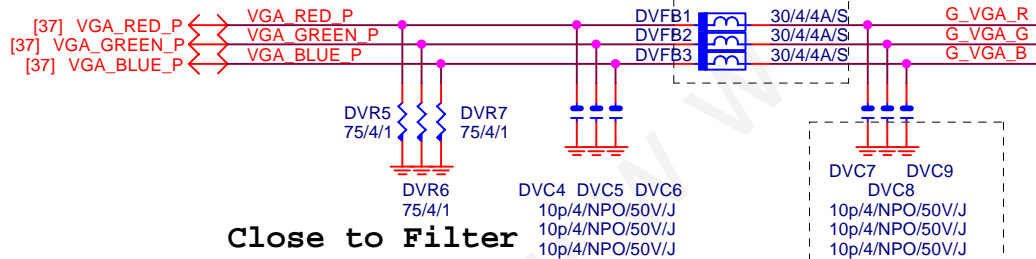 VGA_RED_P DVFB1 30/4/4A/S G_VGA_R
[37] VGA_RED_P
VGA_GREEN_P DVFB2 30/4/4A/S G_VGA_G
[37] VGA_GREEN_P
VGA_BLUE_P DVFB3 30/4/4A/S G_VGA_B
[37] VGA_BLUE_P
DVR5 DVR7
75/4/1 75/4/1
DVC7 DVC9
DVR6 DVC4 DVC5 DVC6 DVC8
75/4/1 10p/4/NPO/50V/J 10p/4/NPO/50V/J
10p/4/NPO/50V/J 10p/4/NPO/50V/J
Close to Filter 10p/4/NPO/50V/J 10p/4/NPO/50V/J